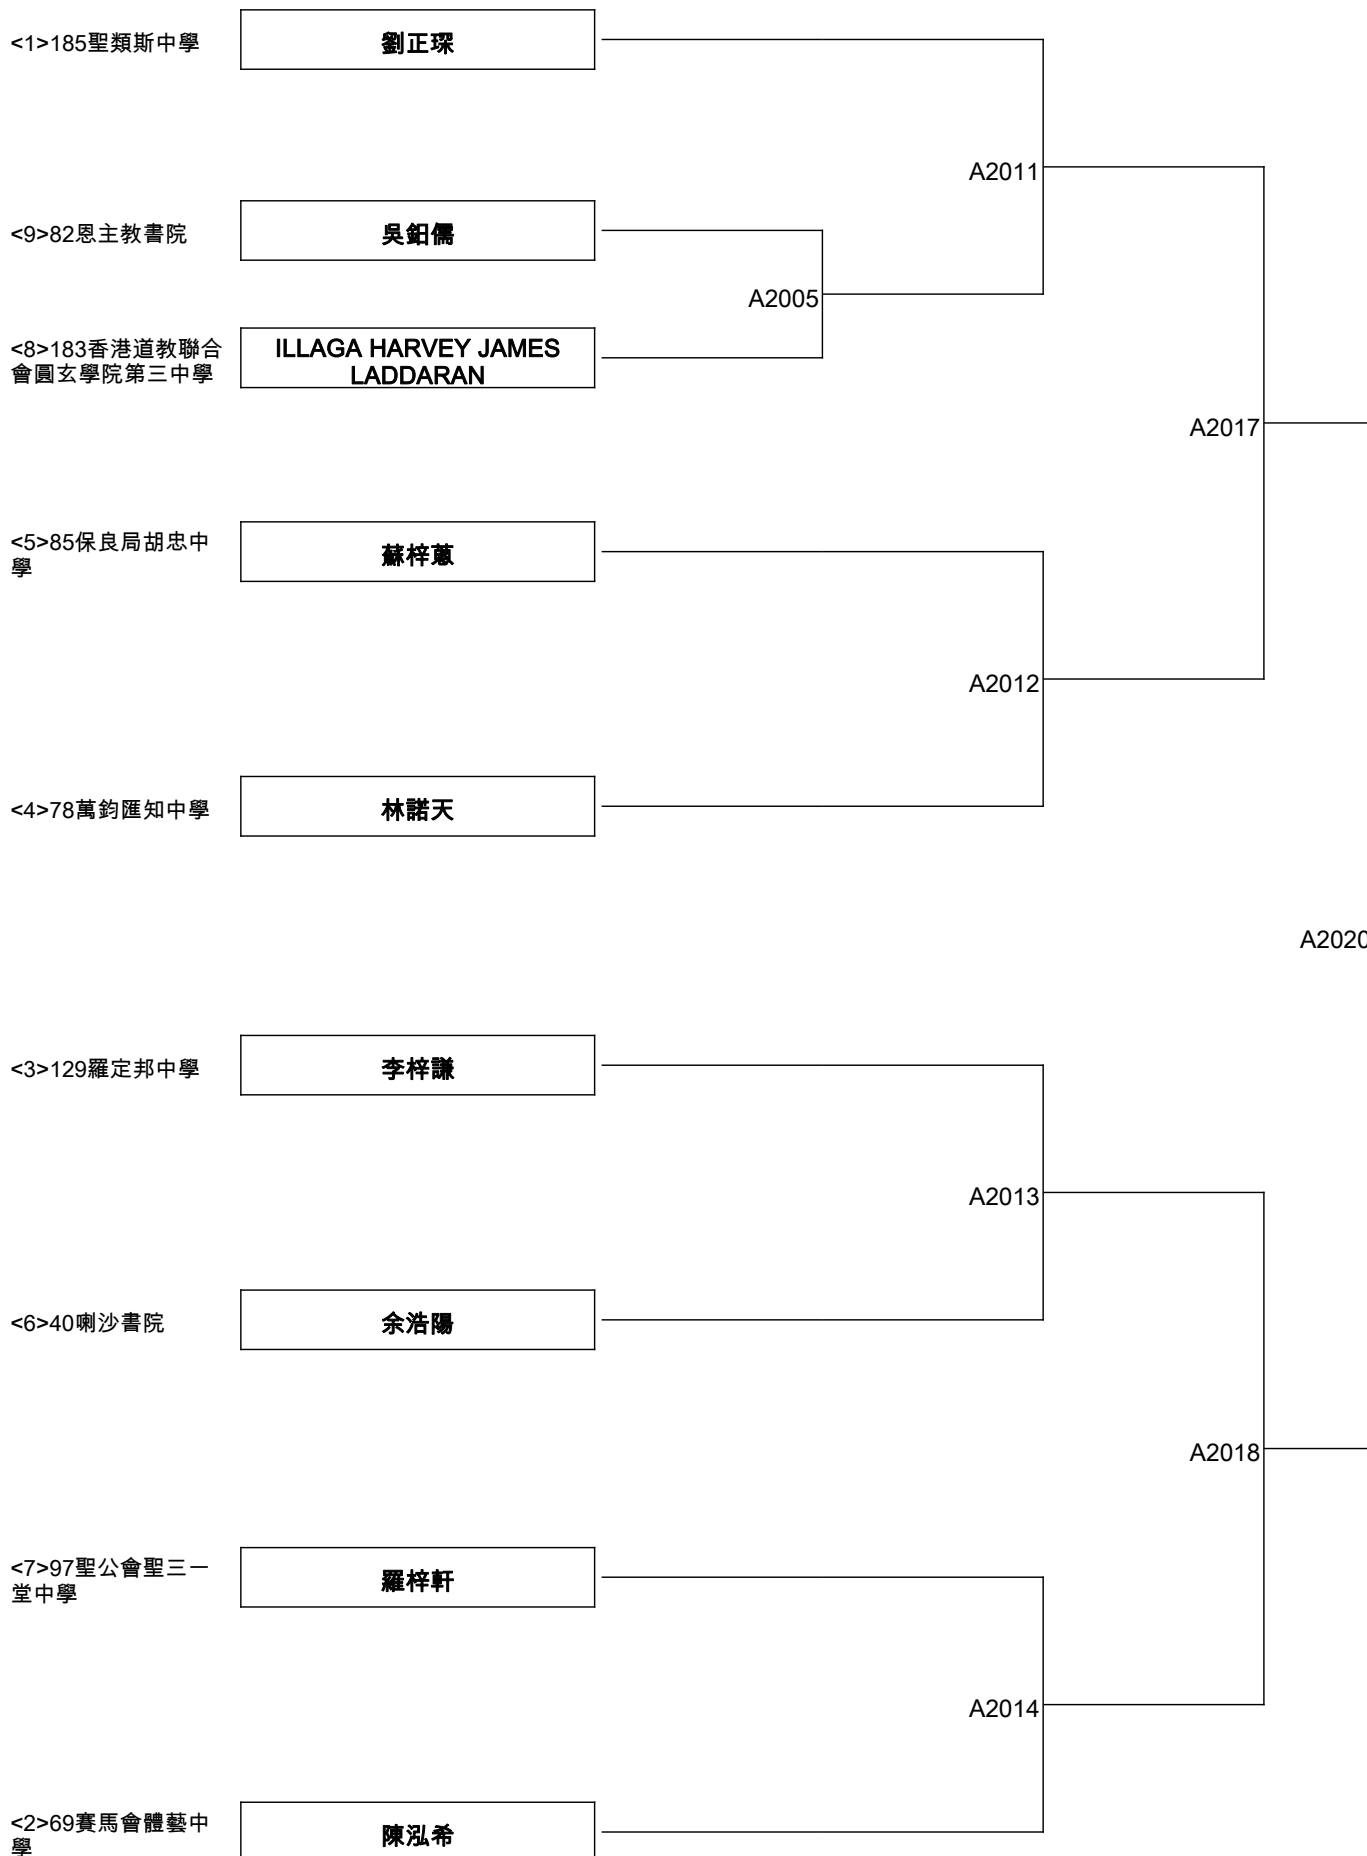 <1>185聖類斯中學
劉正琛
A2011
<9>82恩主教書院
吳鈤儒
A2005
<8>183香港道教聯合
會圓玄學院第三中學
ILLAGA HARVEY JAMES
LADDARAN
A2017
<5>85保良局胡忠中
學
蘇梓蒽
A2012
<4>78萬鈞匯知中學
林諾天
A2020
<3>129羅定邦中學
李梓謙
A2013
<6>40喇沙書院
余浩陽
A2018
<7>97聖公會聖三一
堂中學
羅梓軒
A2014
<2>69賽馬會體藝中
學
陳泓希